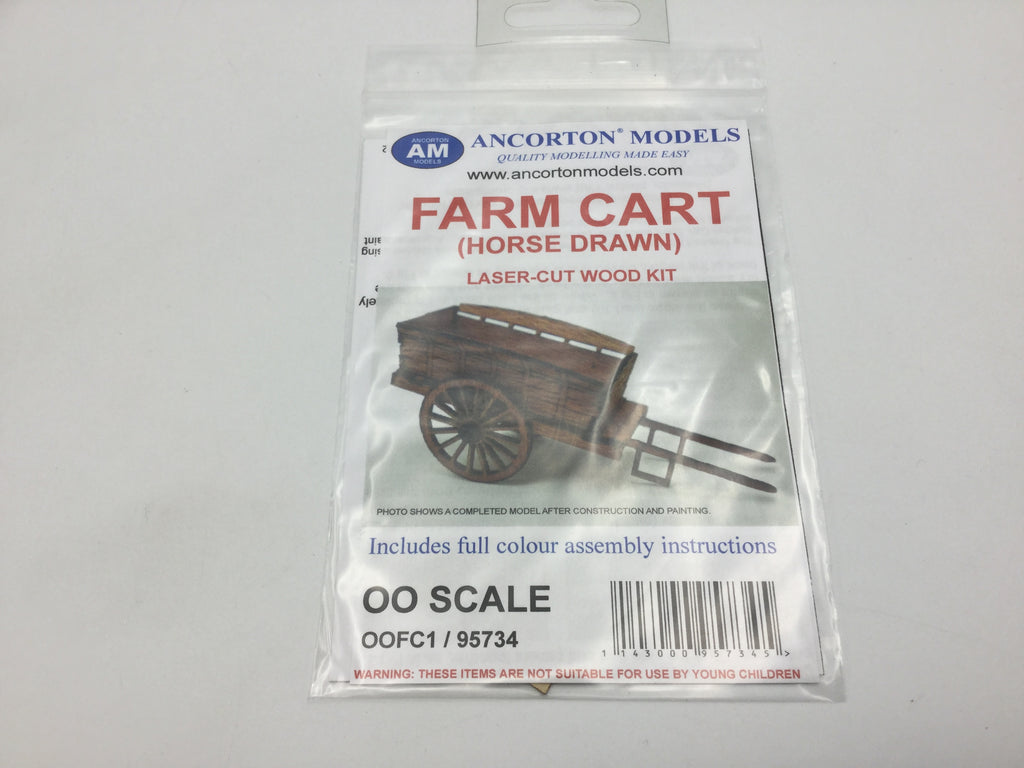 ANCORTON
AM
MODELS
ANCORTON® MODELS
QUALITY MODELLING MADE EASY
www.ancortonmodels.com
FARM CART
(HORSE DRAWN)
LASER-CUT WOOD KIT
PHOTO SHOWS A COMPLETED MODEL AFTER CONSTRUCTION AND PAINTING.
Includes full colour assembly instructions
OO SCALE
OOFC1 / 95734
1 143000 957345 >
WARNING: THESE ITEMS ARE NOT SUITABLE FOR USE BY YOUNG CHILDREN